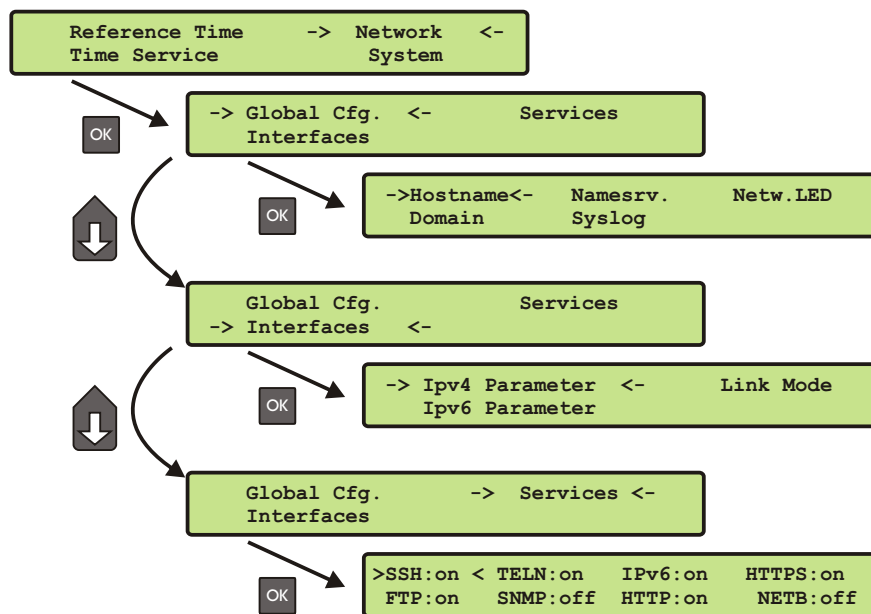 Reference Time -> Network <-
Time Service System
OK
-> Global Cfg. <- Services
Interfaces
OK
->Hostname<- Namesrv. Netw.LED
Domain Syslog
Global Cfg. Services
-> Interfaces <-
OK
-> Ipv4 Parameter <- Link Mode
Ipv6 Parameter
Global Cfg. -> Services <-
Interfaces
OK
>SSH:on < TELN:on IPv6:on HTTPS:on
FTP:on SNMP:off HTTP:on NETB:off